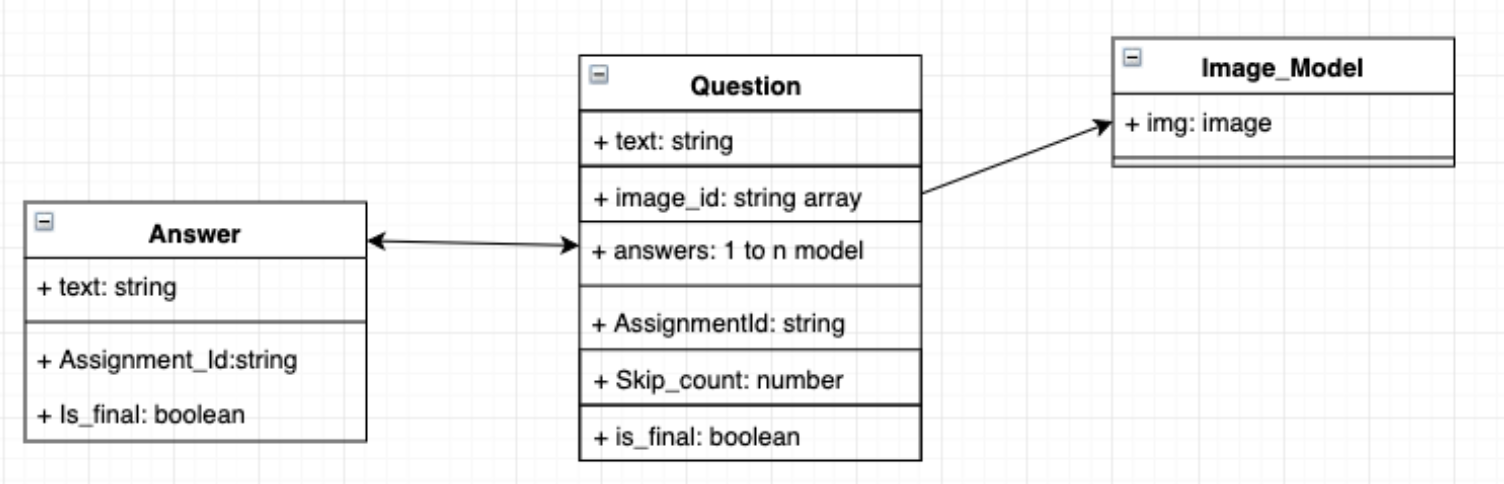 Answer
+ text: string
+ Assignment_Id:string
+ Is_final: boolean
Question
+ text: string
+ image_id: string array
+ answers: 1 to n model
+ AssignmentId: string
+ Skip_count: number
+ is_final: boolean
Image_Model
+ img: image